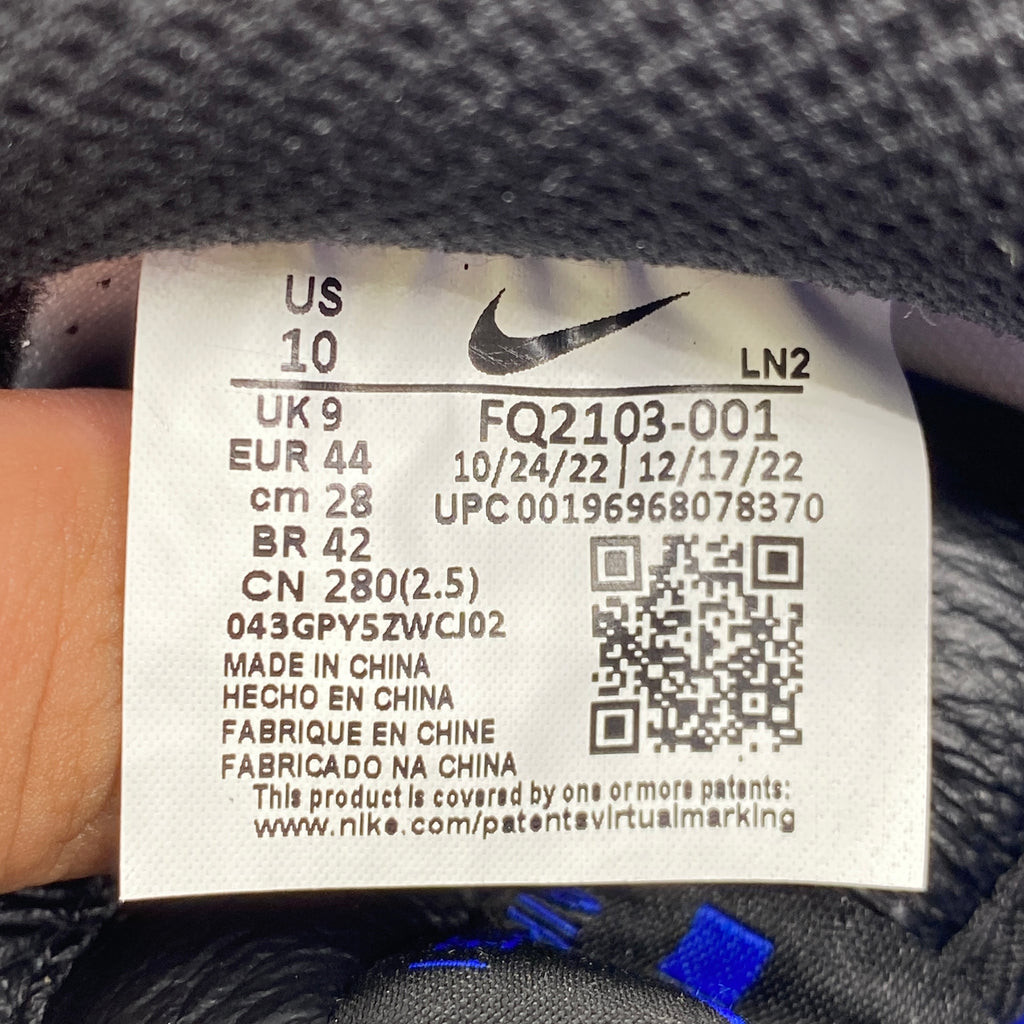 US
10
LN2
UK 9
FQ2103-001
EUR 44
10/24/22 | 12/17/22
cm 28
UPC 00196968078370
BR 42
CN 280(2.5)
043GPY5ZWCJ02
MADE IN CHINA
HECHO EN CHINA
FABRIQUE EN CHINE
FABRICADO NA CHINA
This product is covered by one or more patents:
www.nike.com/patentsvirtualmarking